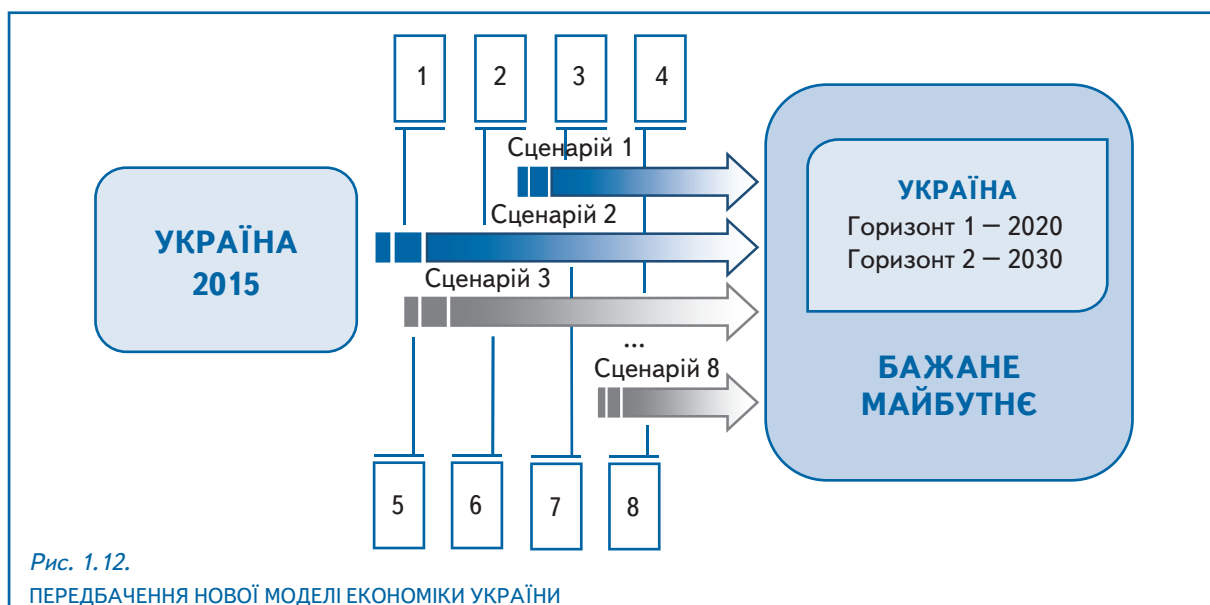 1
2
3
4
Сценарій 1
Сценарій 2
Сценарій 3
...
Сценарій 8
УКРАЇНА
2015
УКРАЇНА
Горизонт 1 — 2020
Горизонт 2 — 2030
БАЖАНЕ
МАЙБУТНЄ
5
6
7
8
Рис. 1.12.
ПЕРЕДБАЧЕННЯ НОВОЇ МОДЕЛІ ЕКОНОМІКИ УКРАЇНИ